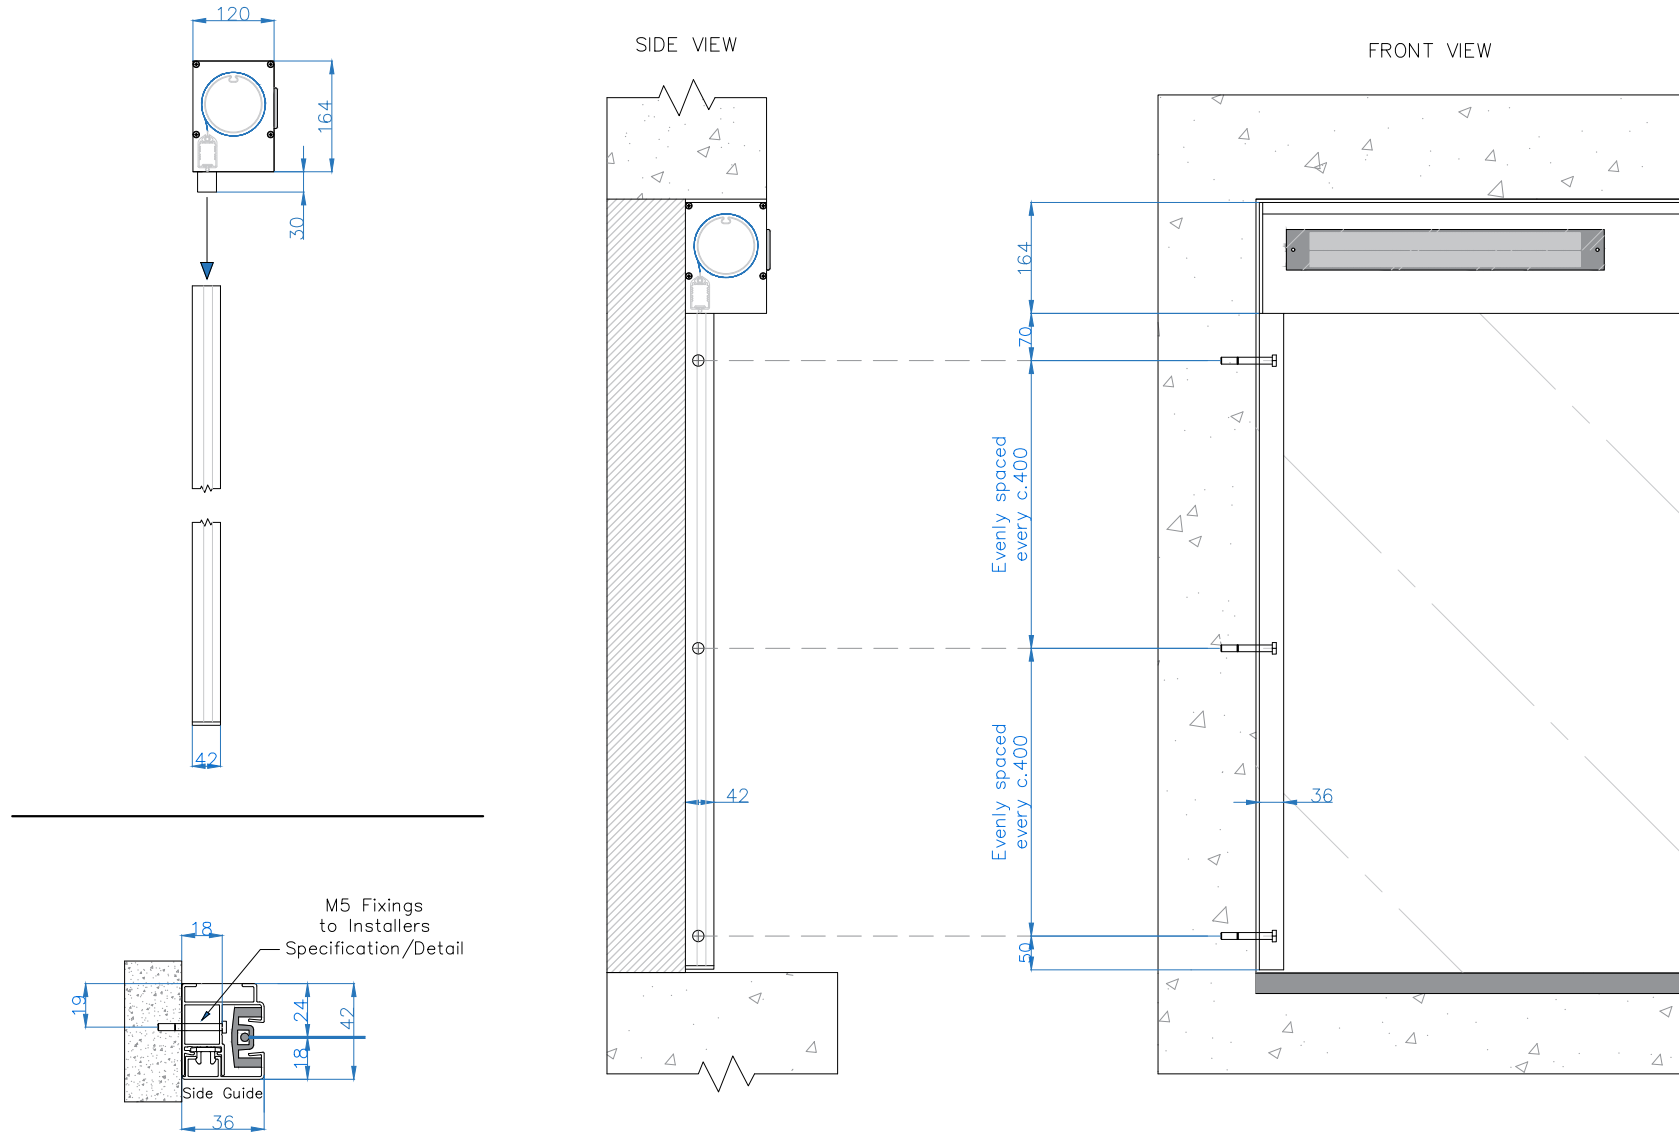 120
164
30
42
SIDE VIEW
42
FRONT VIEW
164
70
Evenly spaced
every c.400
Evenly spaced
every c.400
50
36
M5 Fixings
to Installers
Specification/Detail
18
19
24
42
18
Side Guide
36